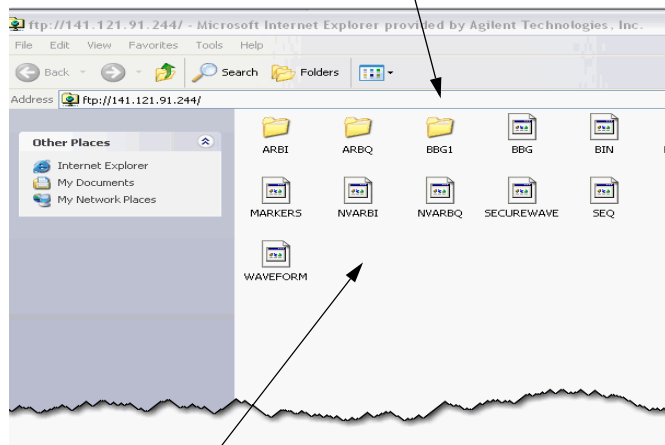 ftp://141.121.91.244/ - Microsoft Internet Explorer provided by Agilent Technologies, Inc.
File Edit View Favorites Tools Help
Back Search Folders
Address ftp://141.121.91.244/
Other Places
Internet Explorer
My Documents
My Network Places
ARBI ARBQ BBG1 BBG BIN
MARKERS NVARBI NVARBQ SECUREWAVE SEQ
WAVEFORM